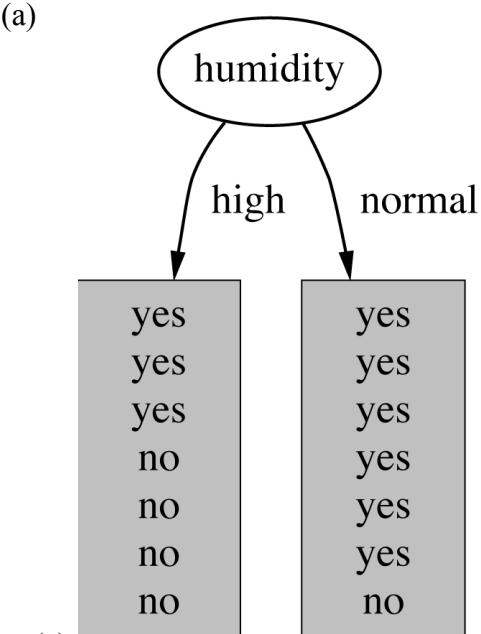 (a)
humidity
high normal
yes yes
yes yes
yes yes
no yes
no yes
no yes
no no